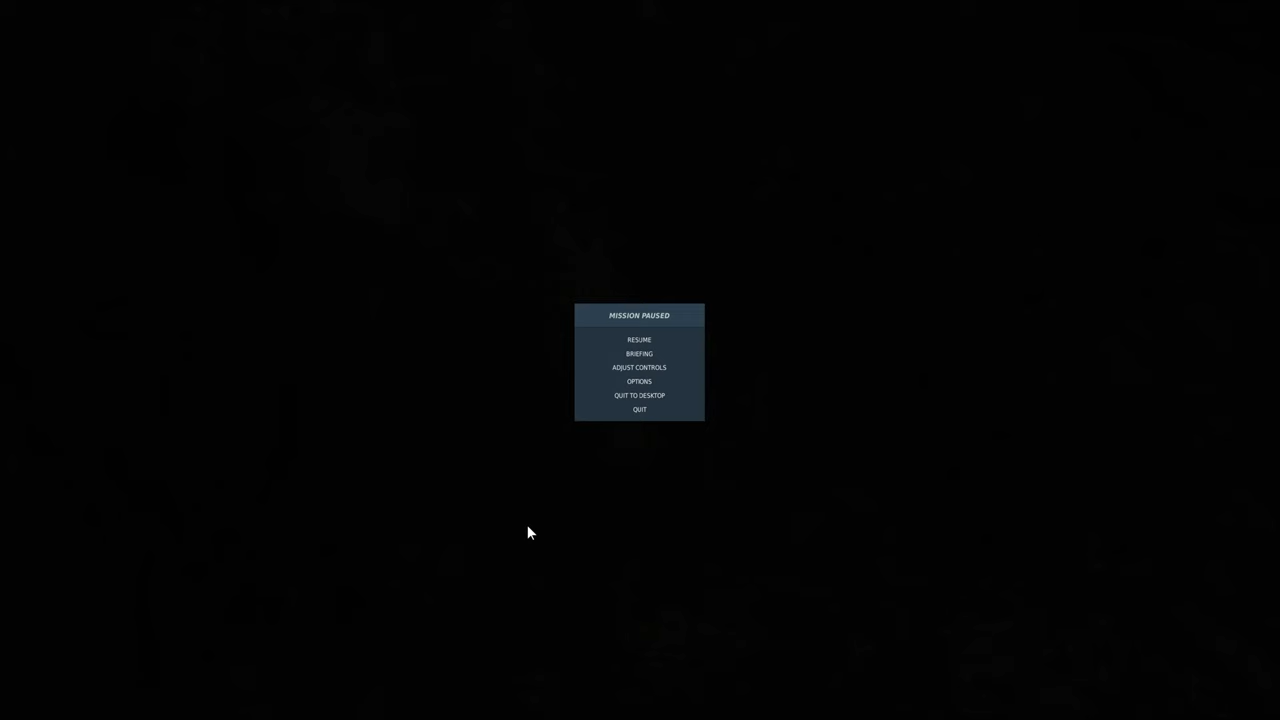 MISSION PAUSED
RESUME
BRIEFING
ADJUST CONTROLS
OPTIONS
QUIT TO DESKTOP
QUIT